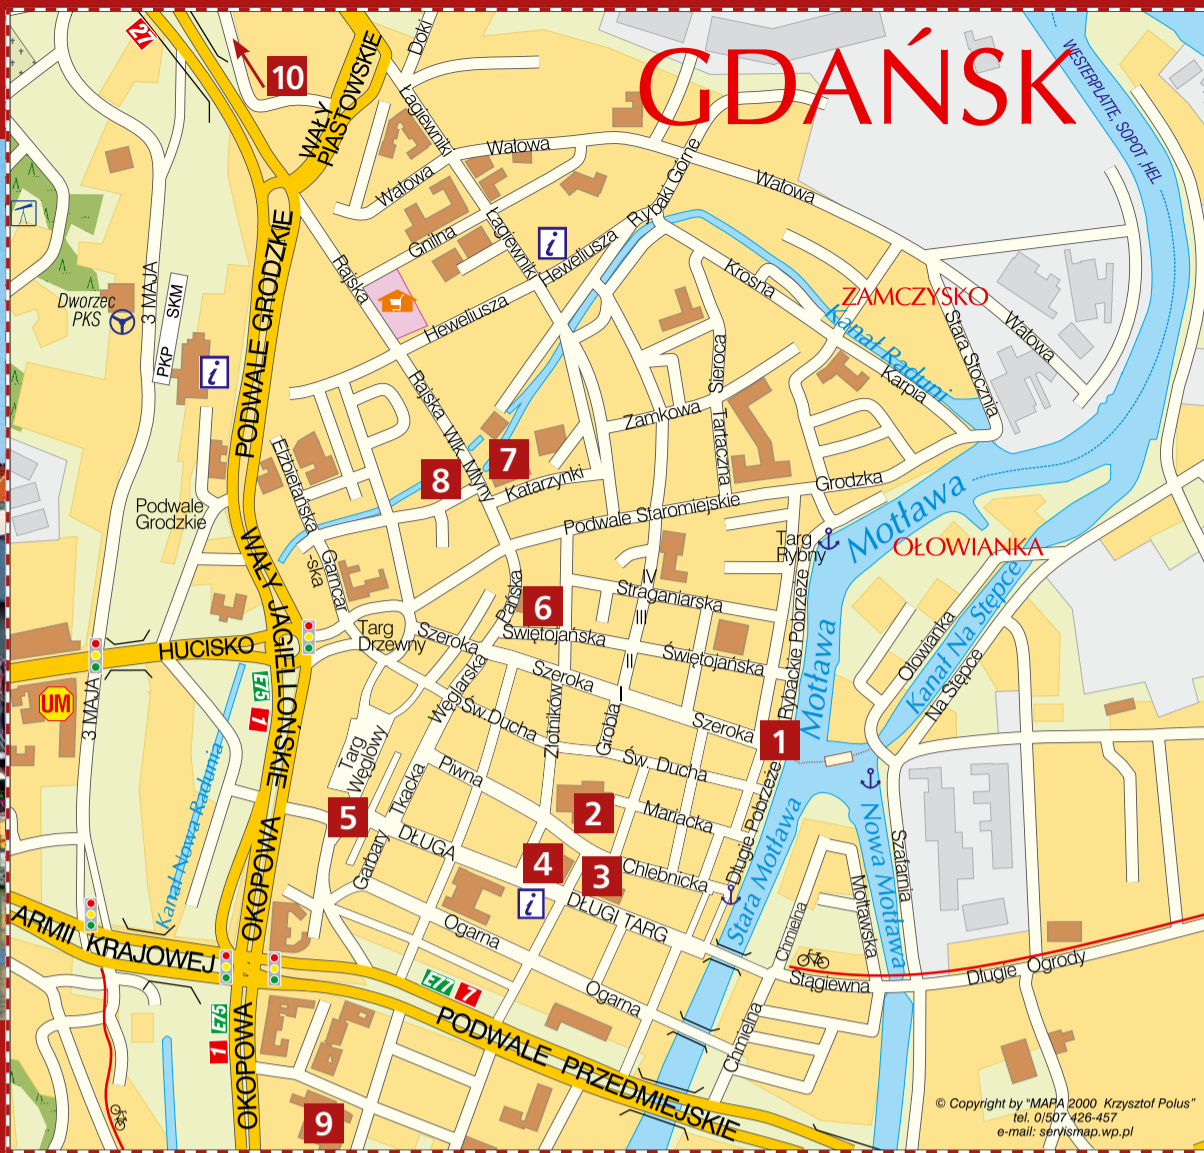 GDAŃSK
27
10
WAŁY
PIASTOWSKIE
Doki
Łagiewniki
Wałowa
Wałowa
Wałowa
Rybaki Górne
WESTERPLATTE, SOPOT ,HEL
Gnilna
Łagiewniki
i
Heweliusza
Rajska
Heweliusza
Krosna
ZAMCZYSKO
Kanał Raduni
Karpia
Stara Stocznia
Wałowa
3 MAJA
SKM
PKP
Dworzec
PKS
i
PODWALE GRODZKIE
Sieroca
Rajska
Wlk. Młyny
Zamkowa
Tartaczna
Elżbietańska
8
7
Katarzynki
Grodzka
Podwale
Grodzkie
Podwale Staromiejskie
Targ
Rybny
Motława
OŁOWIANKA
-ska
Garncar
WAŁY JAGIELLOŃSKIE
Pańska
6
IV
Straganiarska
III
Rybackie Pobrzeże
Motława
Ołowianka
Kanał Na Stępce
Na Stępce
HUCISKO
Targ
Drzewny
Szeroka
Świętojańska
Świętojańska
II
UM
3 MAJA
E75
1
Węglarska
Szeroka
I
Szeroka
1
Złotników
Grobla
Św.Ducha
Św. Ducha
Targ
Węglowy
Kanał Nowa Radunia
Tkacka
Piwna
2
Mariacka
Długie Pobrzeże
Stara Motława
Nowa Motława
Szafarnia
5
DŁUGA
Garbary
4
3
Chlebnicka
i
DŁUGI TARG
OKOPOWA
Ogarna
Ogarna
Chmielna
Motławska
ARMII KRAJOWEJ
Stągiewna
Długie Ogrody
E77
7
1
E75
OKOPOWA
PODWALE PRZEDMIEJSKIE
Chmielna
9
© Copyright by "MAPA 2000 Krzysztof Polus"
tel. 0/507 426-457
e-mail: servismap.wp.pl